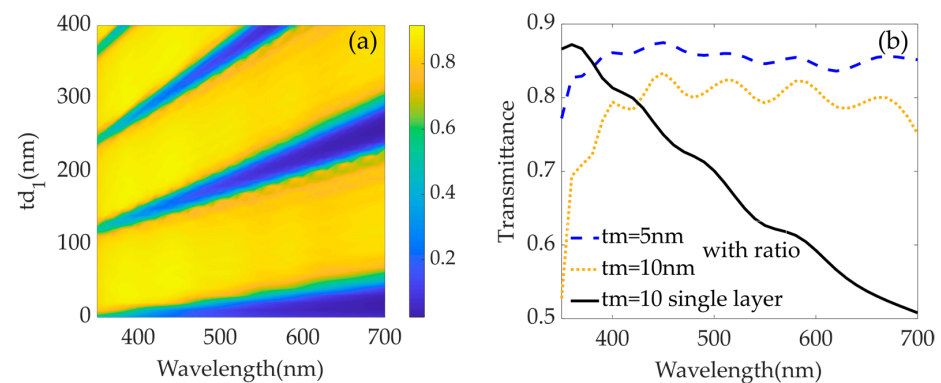 (a)
400
300
200
100
0
td1(nm)
400 500 600 700
Wavelength(nm)
0.8
0.6
0.4
0.2
(b)
0.9
0.8
0.7
0.6
0.5
Transmittance
tm=5nm
with ratio
tm=10nm
tm=10 single layer
400 500 600 700
Wavelength(nm)